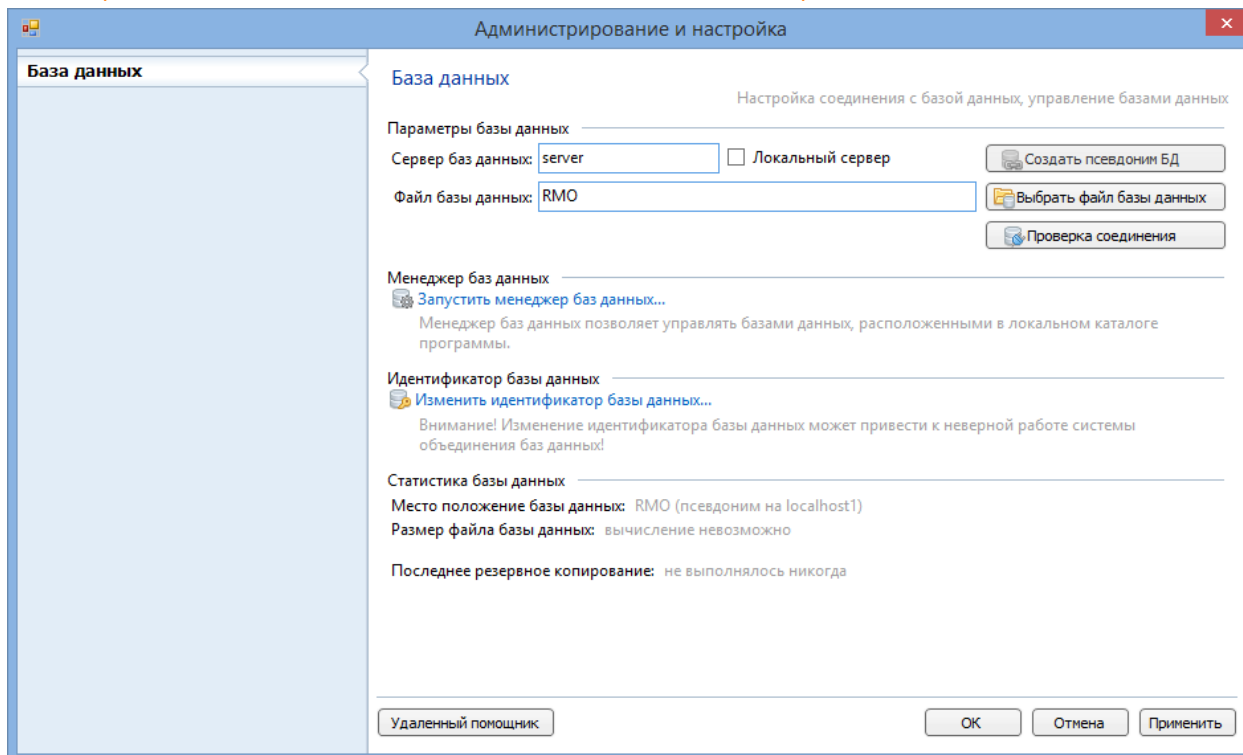 Администрирование и настройка
База данных
База данных
Настройка соединения с базой данных, управление базами данных
Параметры базы данных
Сервер баз данных: server Локальный сервер Создать псевдоним БД
Файл базы данных: RMO Выбрать файл базы данных
Проверка соединения
Менеджер баз данных
Запустить менеджер баз данных...
Менеджер баз данных позволяет управлять базами данных, расположенными в локальном каталоге
программы.
Идентификатор базы данных
Изменить идентификатор базы данных...
Внимание! Изменение идентификатора базы данных может привести к неверной работе системы
объединения баз данных!
Статистика базы данных
Место положение базы данных: RMO (псевдоним на localhost1)
Размер файла базы данных: вычисление невозможно
Последнее резервное копирование: не выполнялось никогда
Удаленный помощник OK Отмена Применить